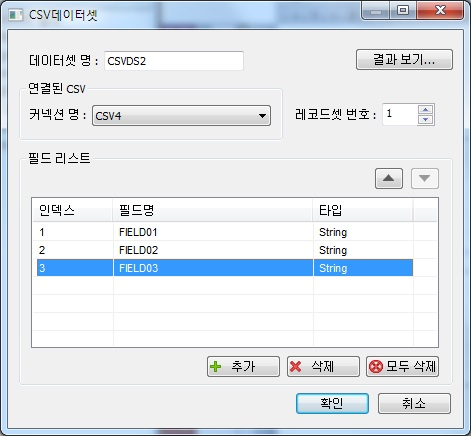 CSV데이터셋
데이터셋 명 : CSVDS2 결과 보기...
연결된 CSV
커넥션 명 : CSV4 레코드셋 번호 : 1
필드 리스트
인덱스 필드명 타입
1 FIELD01 String
2 FIELD02 String
3 FIELD03 String
추가 삭제 모두 삭제
확인 취소